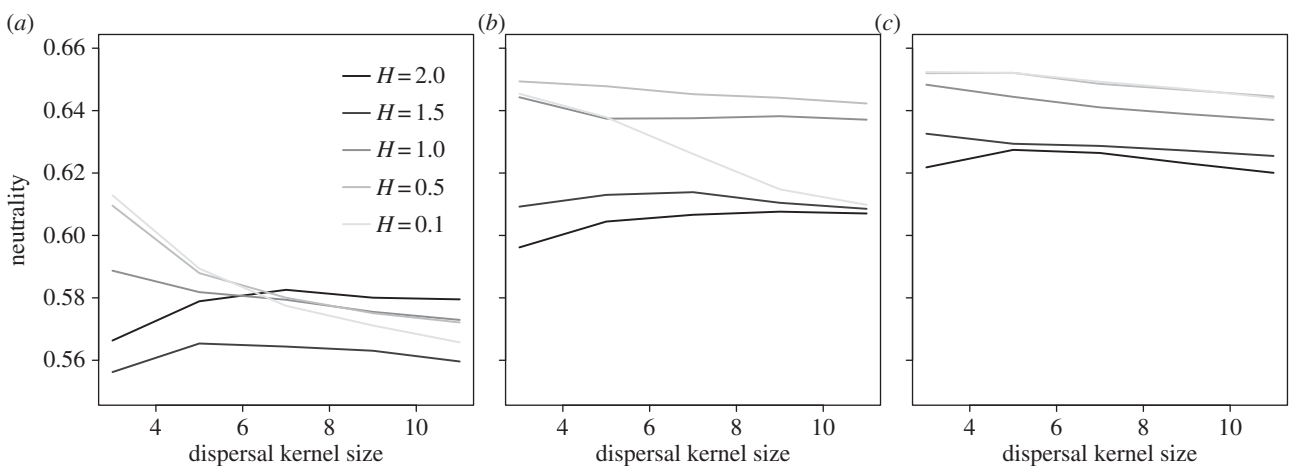 (a)
(b)
(c)
neutrality
0.66
0.64
0.62
0.60
0.58
0.56
H = 2.0
H = 1.5
H = 1.0
H = 0.5
H = 0.1
4 6 8 10
4 6 8 10
4 6 8 10
dispersal kernel size
dispersal kernel size
dispersal kernel size